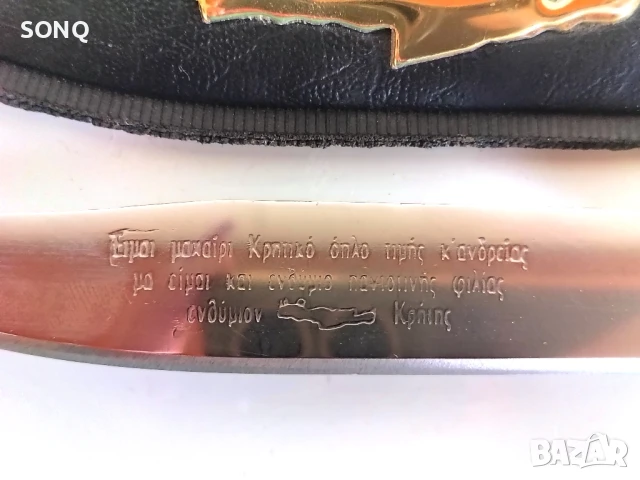 SONQ
Είμαι μαχαίρι Κρητικό όπλο τιμής κ'ανδρείας
μα είμαι και ενθύμιο παντοτινής φιλίας
ενθύμιον Κρήτης
BAZAR